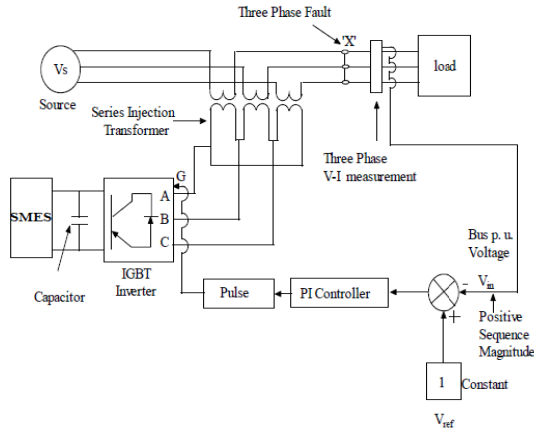 Three Phase Fault
'X'
Vs
load
Source
Series Injection
Transformer
Three Phase
V-I measurement
G
SMES
A
B
C
Bus p. u.
Voltage
IGBT
Inverter
Capacitor
Pulse
PI Controller
-
Vin
+
Positive
Sequence
Magnitude
1
Constant
Vref